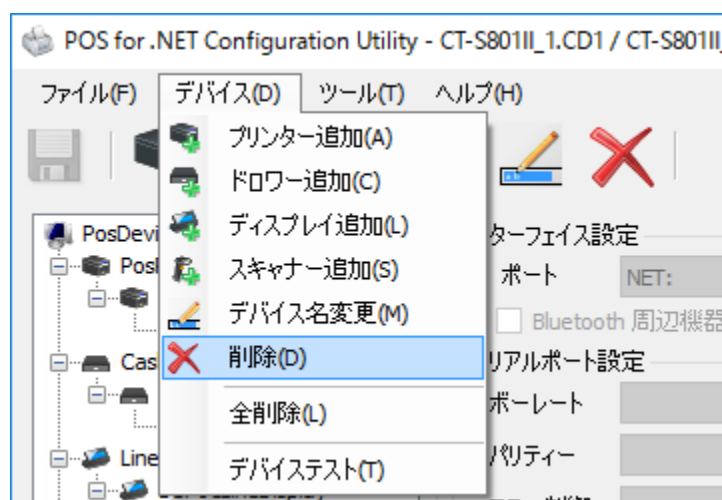 POS for .NET Configuration Utility - CT-S801II_1.CD1 / CT-S801II_
ファイル(F) デバイス(D) ツール(T) ヘルプ(H)
プリンター追加(A)
ドロワー追加(C)
ディスプレイ追加(L)
スキャナー追加(S)
デバイス名変更(M)
削除(D)
全削除(L)
デバイステスト(T)
PosDevi
Pos
Cas
Line
ターフェイス設定
ポート NET:
Bluetooth 周辺機器
リアルポート設定
ボーレート
パリティー